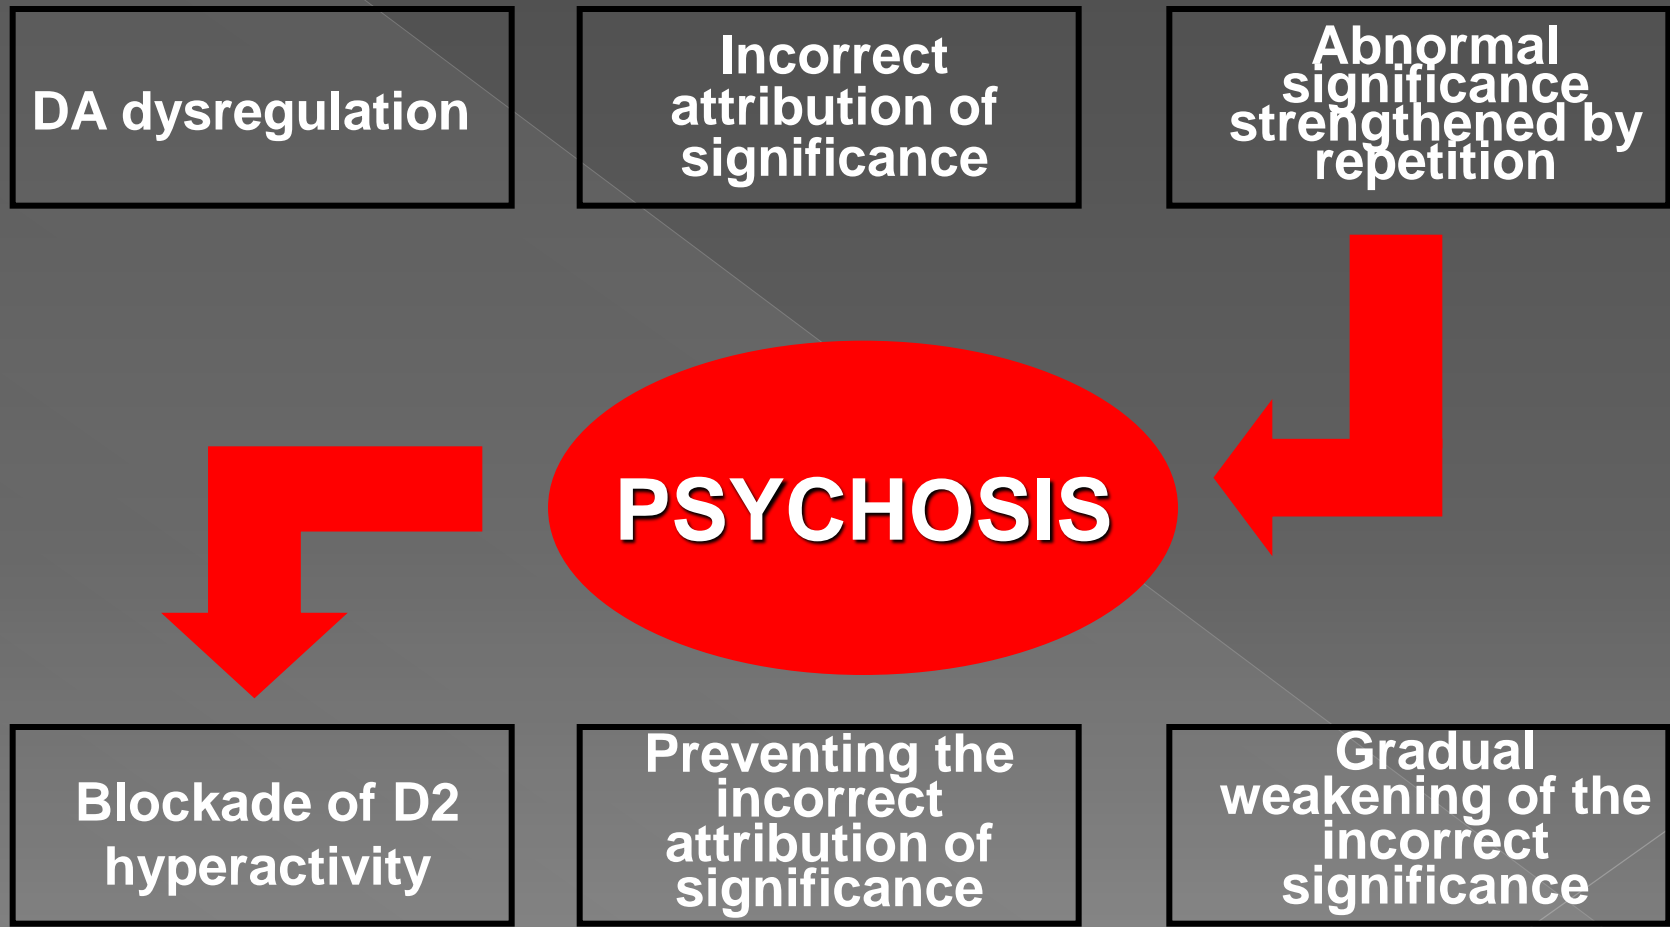 DA dysregulation
Incorrect
attribution of
significance
Abnormal
significance
strengthened by
repetition
PSYCHOSIS
Blockade of D2
hyperactivity
Preventing the
incorrect
attribution of
significance
Gradual
weakening of the
incorrect
significance